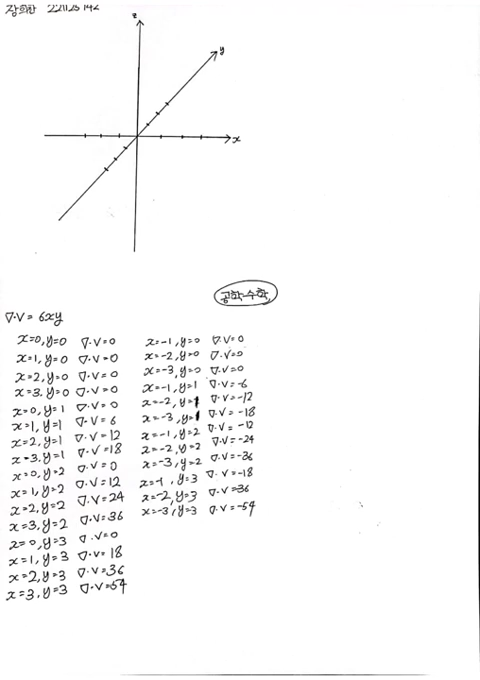 장희찬 22112142
z
y
x
공학수학
∇·V = 6xy
x=0, y=0 ∇·V=0
x=1, y=0 ∇·V=0
x=2, y=0 ∇·V=0
x=3, y=0 ∇·V=0
x=0, y=1 ∇·V=0
x=1, y=1 ∇·V=6
x=2, y=1 ∇·V=12
x=3, y=1 ∇·V=18
x=0, y=2 ∇·V=0
x=1, y=2 ∇·V=12
x=2, y=2 ∇·V=24
x=3, y=2 ∇·V=36
x=0, y=3 ∇·V=0
x=1, y=3 ∇·V=18
x=2, y=3 ∇·V=36
x=3, y=3 ∇·V=54
x=-1, y=0 ∇·V=0
x=-2, y=0 ∇·V=0
x=-3, y=0 ∇·V=0
x=-1, y=1 ∇·V=-6
x=-2, y=1 ∇·V=-12
x=-3, y=1 ∇·V=-18
x=-1, y=2 ∇·V=-12
x=-2, y=2 ∇·V=-24
x=-3, y=2 ∇·V=-36
x=-1, y=3 ∇·V=-18
x=-2, y=3 ∇·V=36
x=-3, y=3 ∇·V=-54